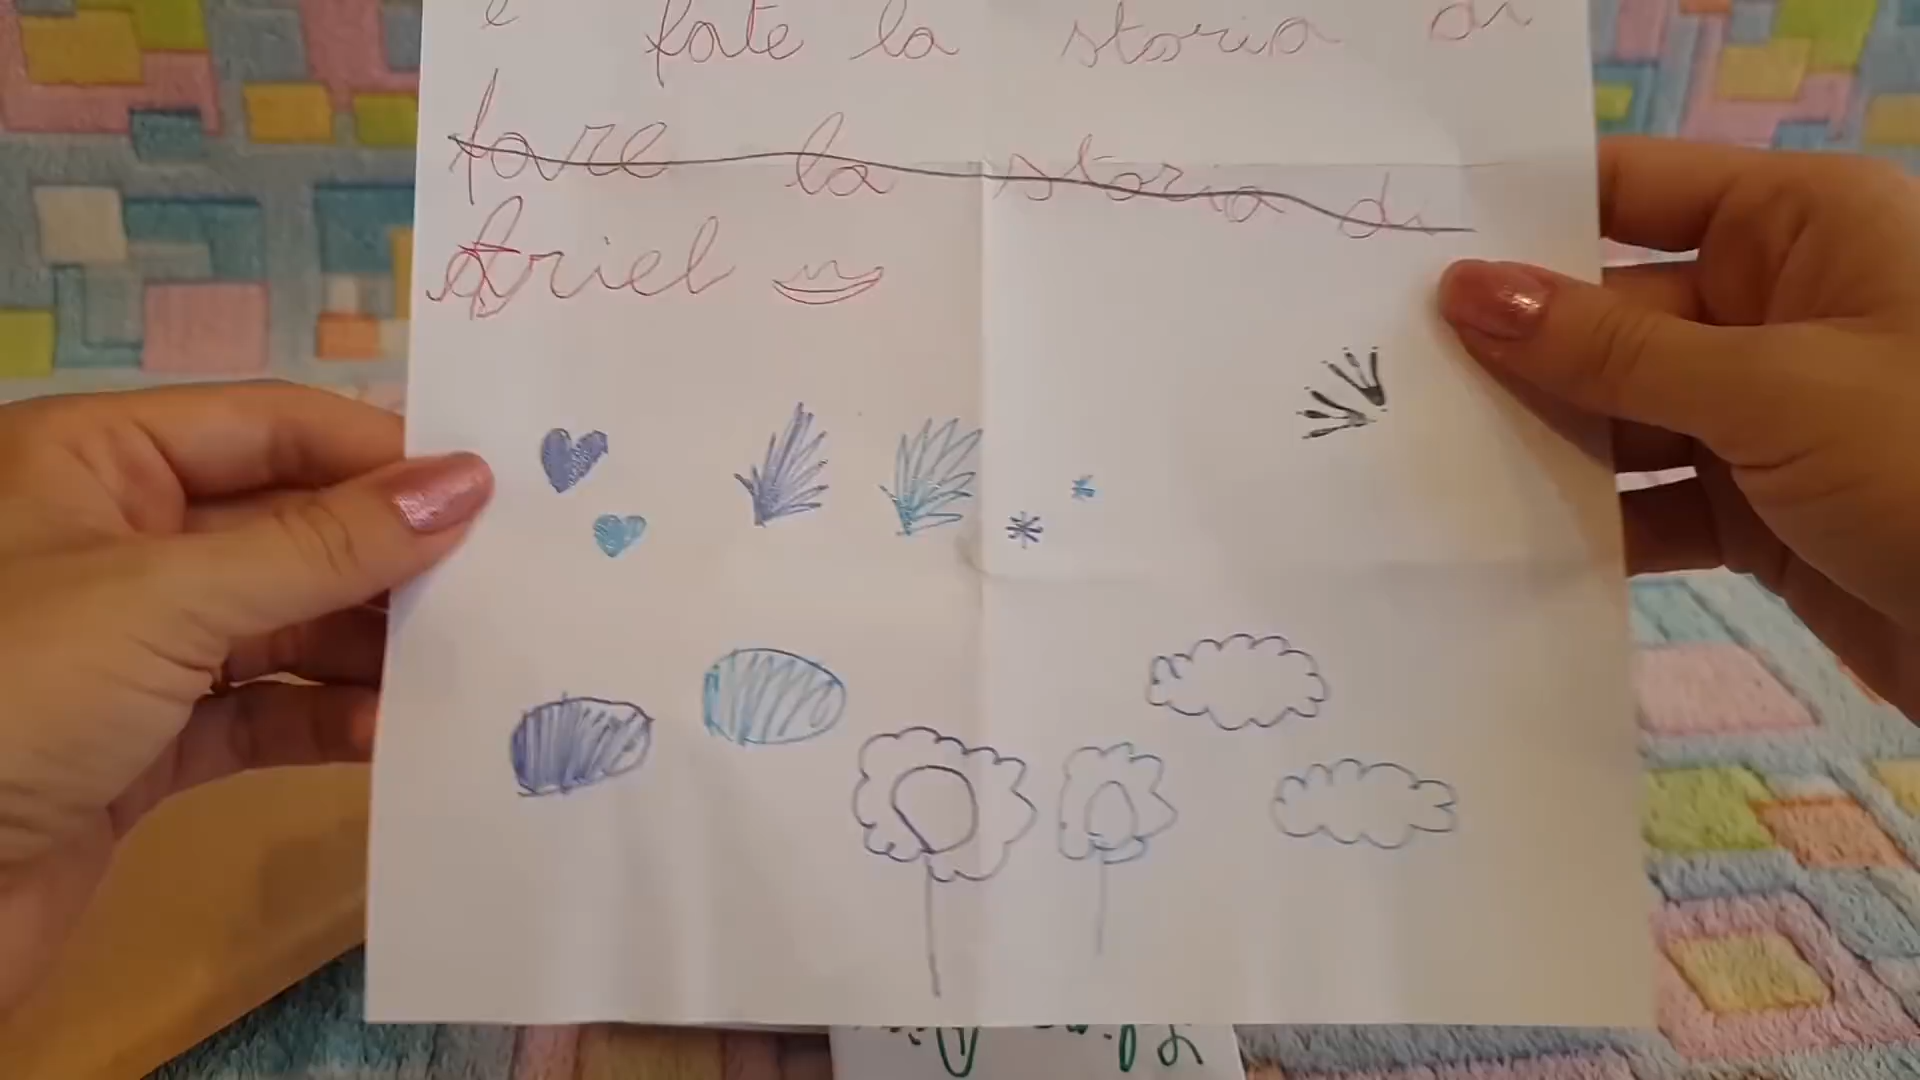 e fate la storia di
fare la storia di
Ariel